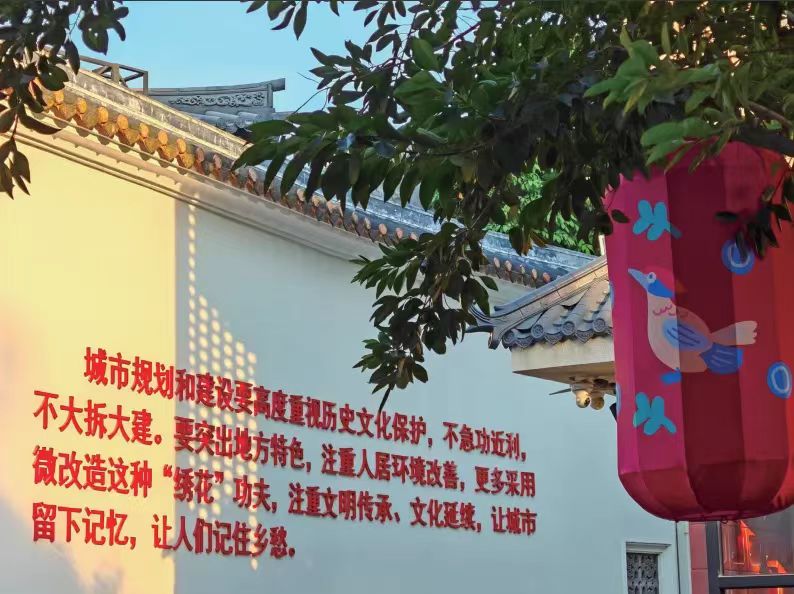 城市规划和建设要高度重视历史文化保护，不急功近利，
不大拆大建。要突出地方特色，注重人居环境改善，更多采用
微改造这种“绣花”功夫，注重文明传承、文化延续，让城市
留下记忆，让人们记住乡愁。